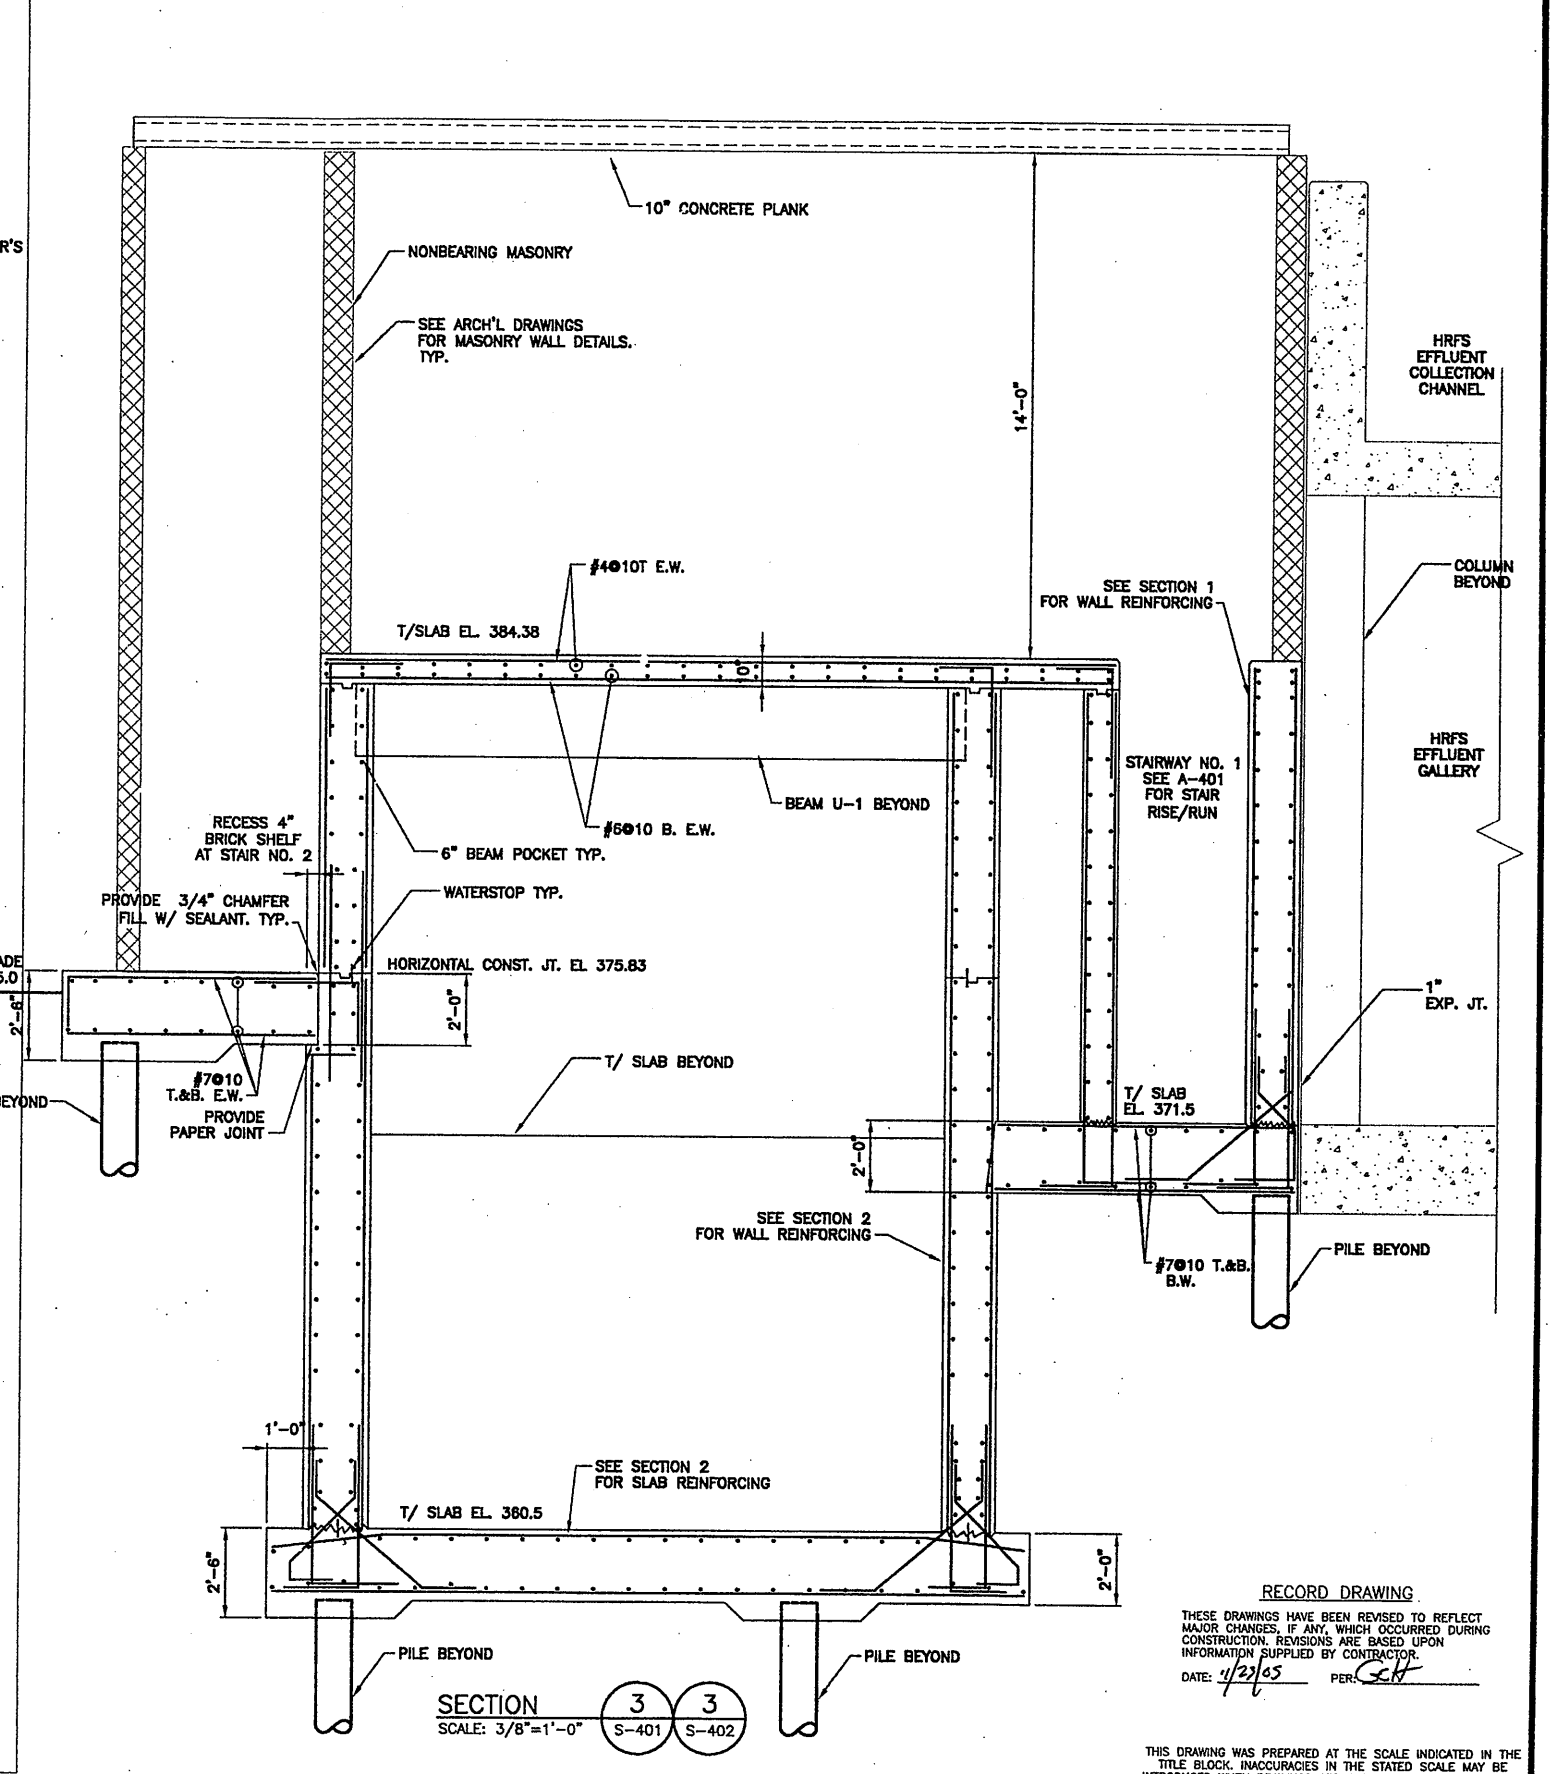 10" CONCRETE PLANK
R'S
NONBEARING MASONRY
SEE ARCH'L DRAWINGS
FOR MASONRY WALL DETAILS.
TYP.
HRFS
EFFLUENT
COLLECTION
CHANNEL
14'-0"
#4@10T E.W.
COLUMN
BEYOND
SEE SECTION 1
FOR WALL REINFORCING
T/SLAB EL. 384.38
10"
HRFS
EFFLUENT
GALLERY
STAIRWAY NO. 1
SEE A-401
FOR STAIR
RISE/RUN
BEAM U-1 BEYOND
RECESS 4"
BRICK SHELF
AT STAIR NO. 2
#6@10 B. E.W.
6" BEAM POCKET TYP.
WATERSTOP TYP.
PROVIDE 3/4" CHAMFER
FILL W/ SEALANT. TYP.
HORIZONTAL CONST. JT. EL 375.83
ADE
2'-6"
2'-0"
1"
EXP. JT.
T/ SLAB BEYOND
#7@10
T.&B. E.W.
EYOND
PROVIDE
PAPER JOINT
T/ SLAB
EL. 371.5
2'-0"
SEE SECTION 2
FOR WALL REINFORCING
PILE BEYOND
#7@10 T.&B.
B.W.
1'-0"
SEE SECTION 2
FOR SLAB REINFORCING
T/ SLAB EL. 360.5
2'-6"
2'-0"
RECORD DRAWING
THESE DRAWINGS HAVE BEEN REVISED TO REFLECT
MAJOR CHANGES, IF ANY, WHICH OCCURRED DURING
CONSTRUCTION. REVISIONS ARE BASED UPON
INFORMATION SUPPLIED BY CONTRACTOR.
DATE: 1/23/05 PER: GCH
PILE BEYOND
PILE BEYOND
SECTION
SCALE: 3/8"=1'-0"
3
S-401
3
S-402
THIS DRAWING WAS PREPARED AT THE SCALE INDICATED IN THE
TITLE BLOCK. INACCURACIES IN THE STATED SCALE MAY BE